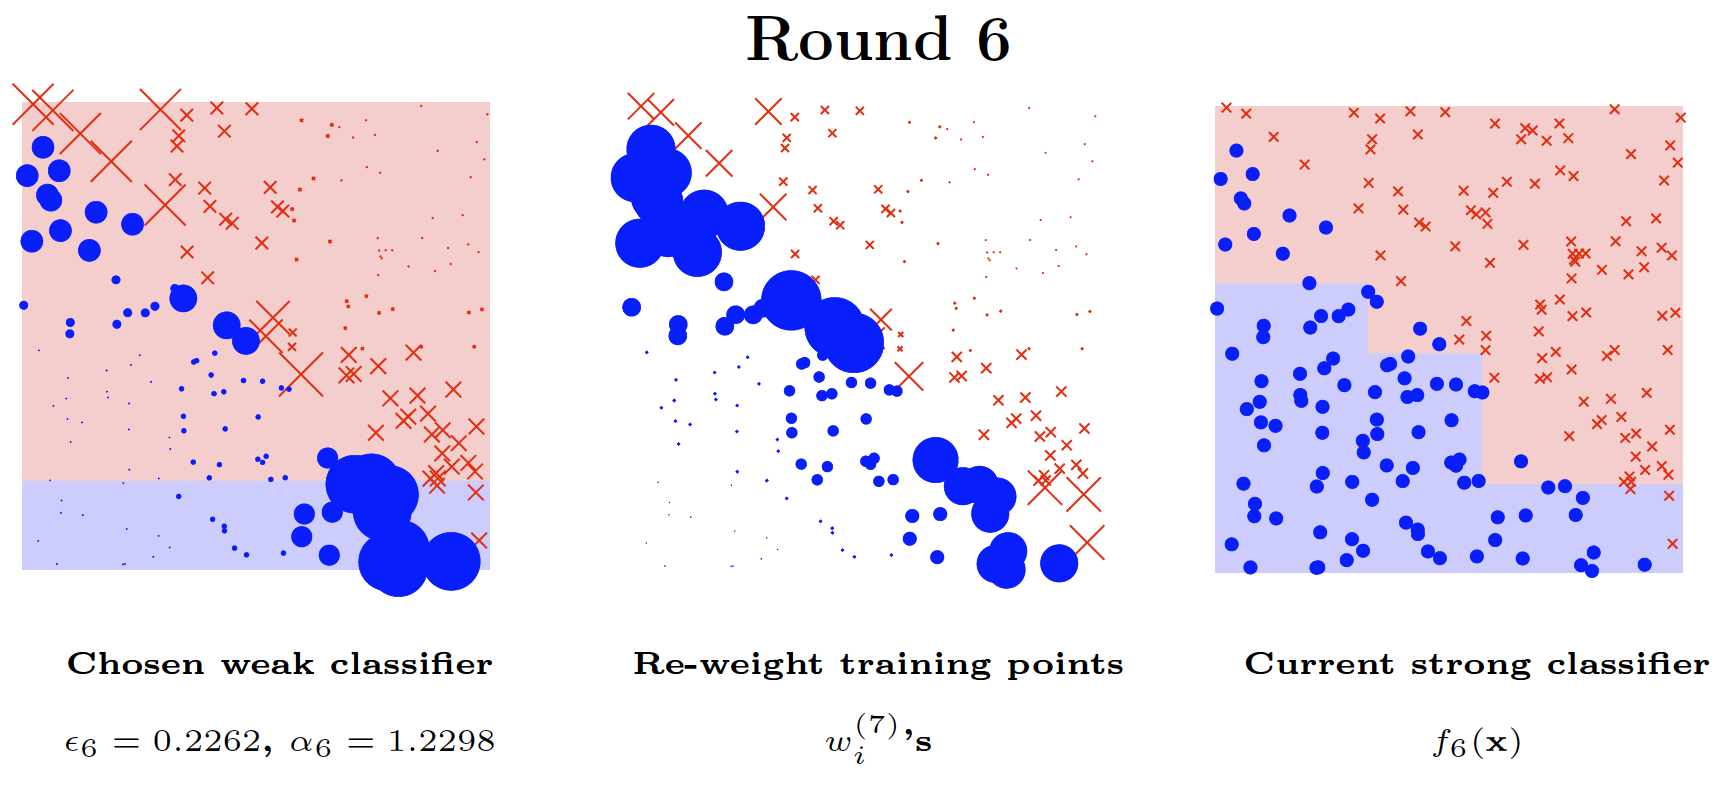 Round 6
Chosen weak classifier
Re-weight training points
Current strong classifier
ϵ₆ = 0.2262, α₆ = 1.2298
wᵢ⁽⁷⁾'s
f₆(x)